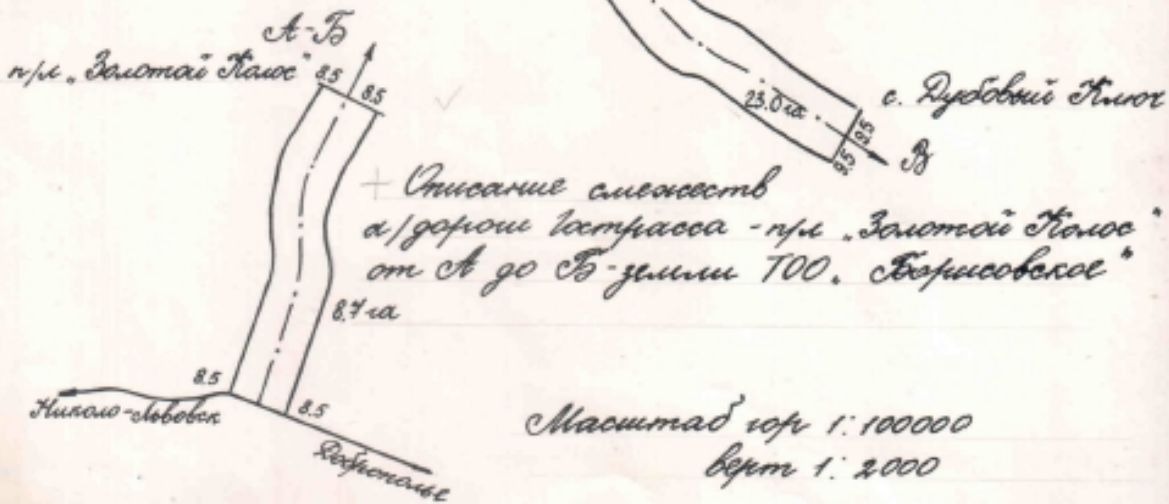 А-Б
п/л „Золотой Колос"
8.5
8.5
23.0 га
с. Дубовый Ключ
9.5
9.5
В
Описание смежеств
а/дороги Гострасса - п/л „Золотой Колос"
от А до Б - земли ТОО „Борисовское"
8.7 га
8.5
8.5
Николо-Львовск
Доброполье
Масштаб гор 1: 100000
верт 1: 2000